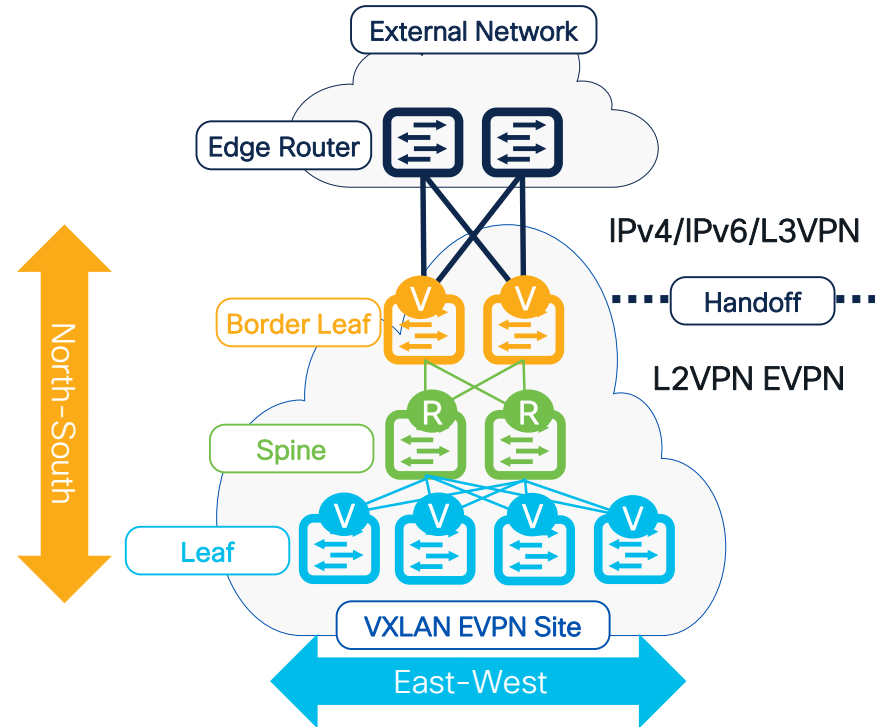 External Network
Edge Router
IPv4/IPv6/L3VPN
V
V
Handoff
Border Leaf
North-South
L2VPN EVPN
R
R
Spine
V
V
V
V
Leaf
VXLAN EVPN Site
East-West